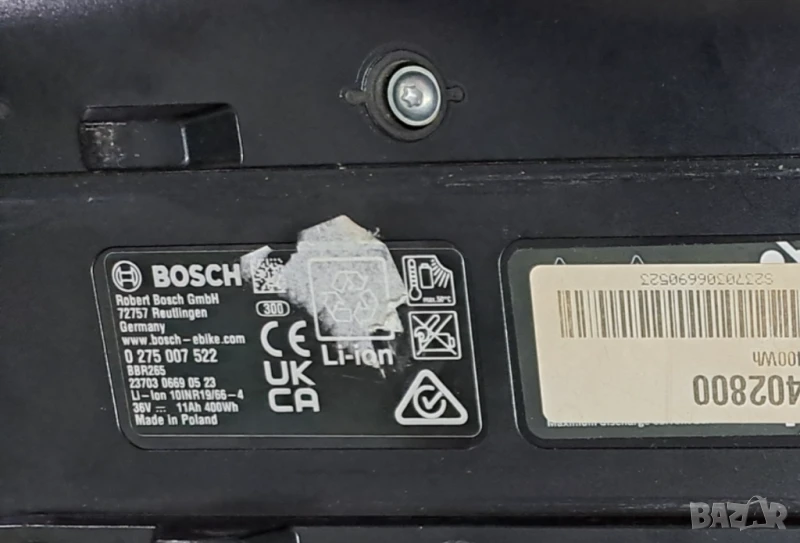 BOSCH
Robert Bosch GmbH
72757 Reutlingen
Germany
www.bosch-ebike.com
0 275 007 522
BBR265
23703 0669 05 23
Li-Ion 10INR19/66-4
36V ⎓ 11Ah 400Wh
Made in Poland
300
CE
UK
CA
Li-ion
max.50°C
S23703066690523
400Wh
402800
BAZAR